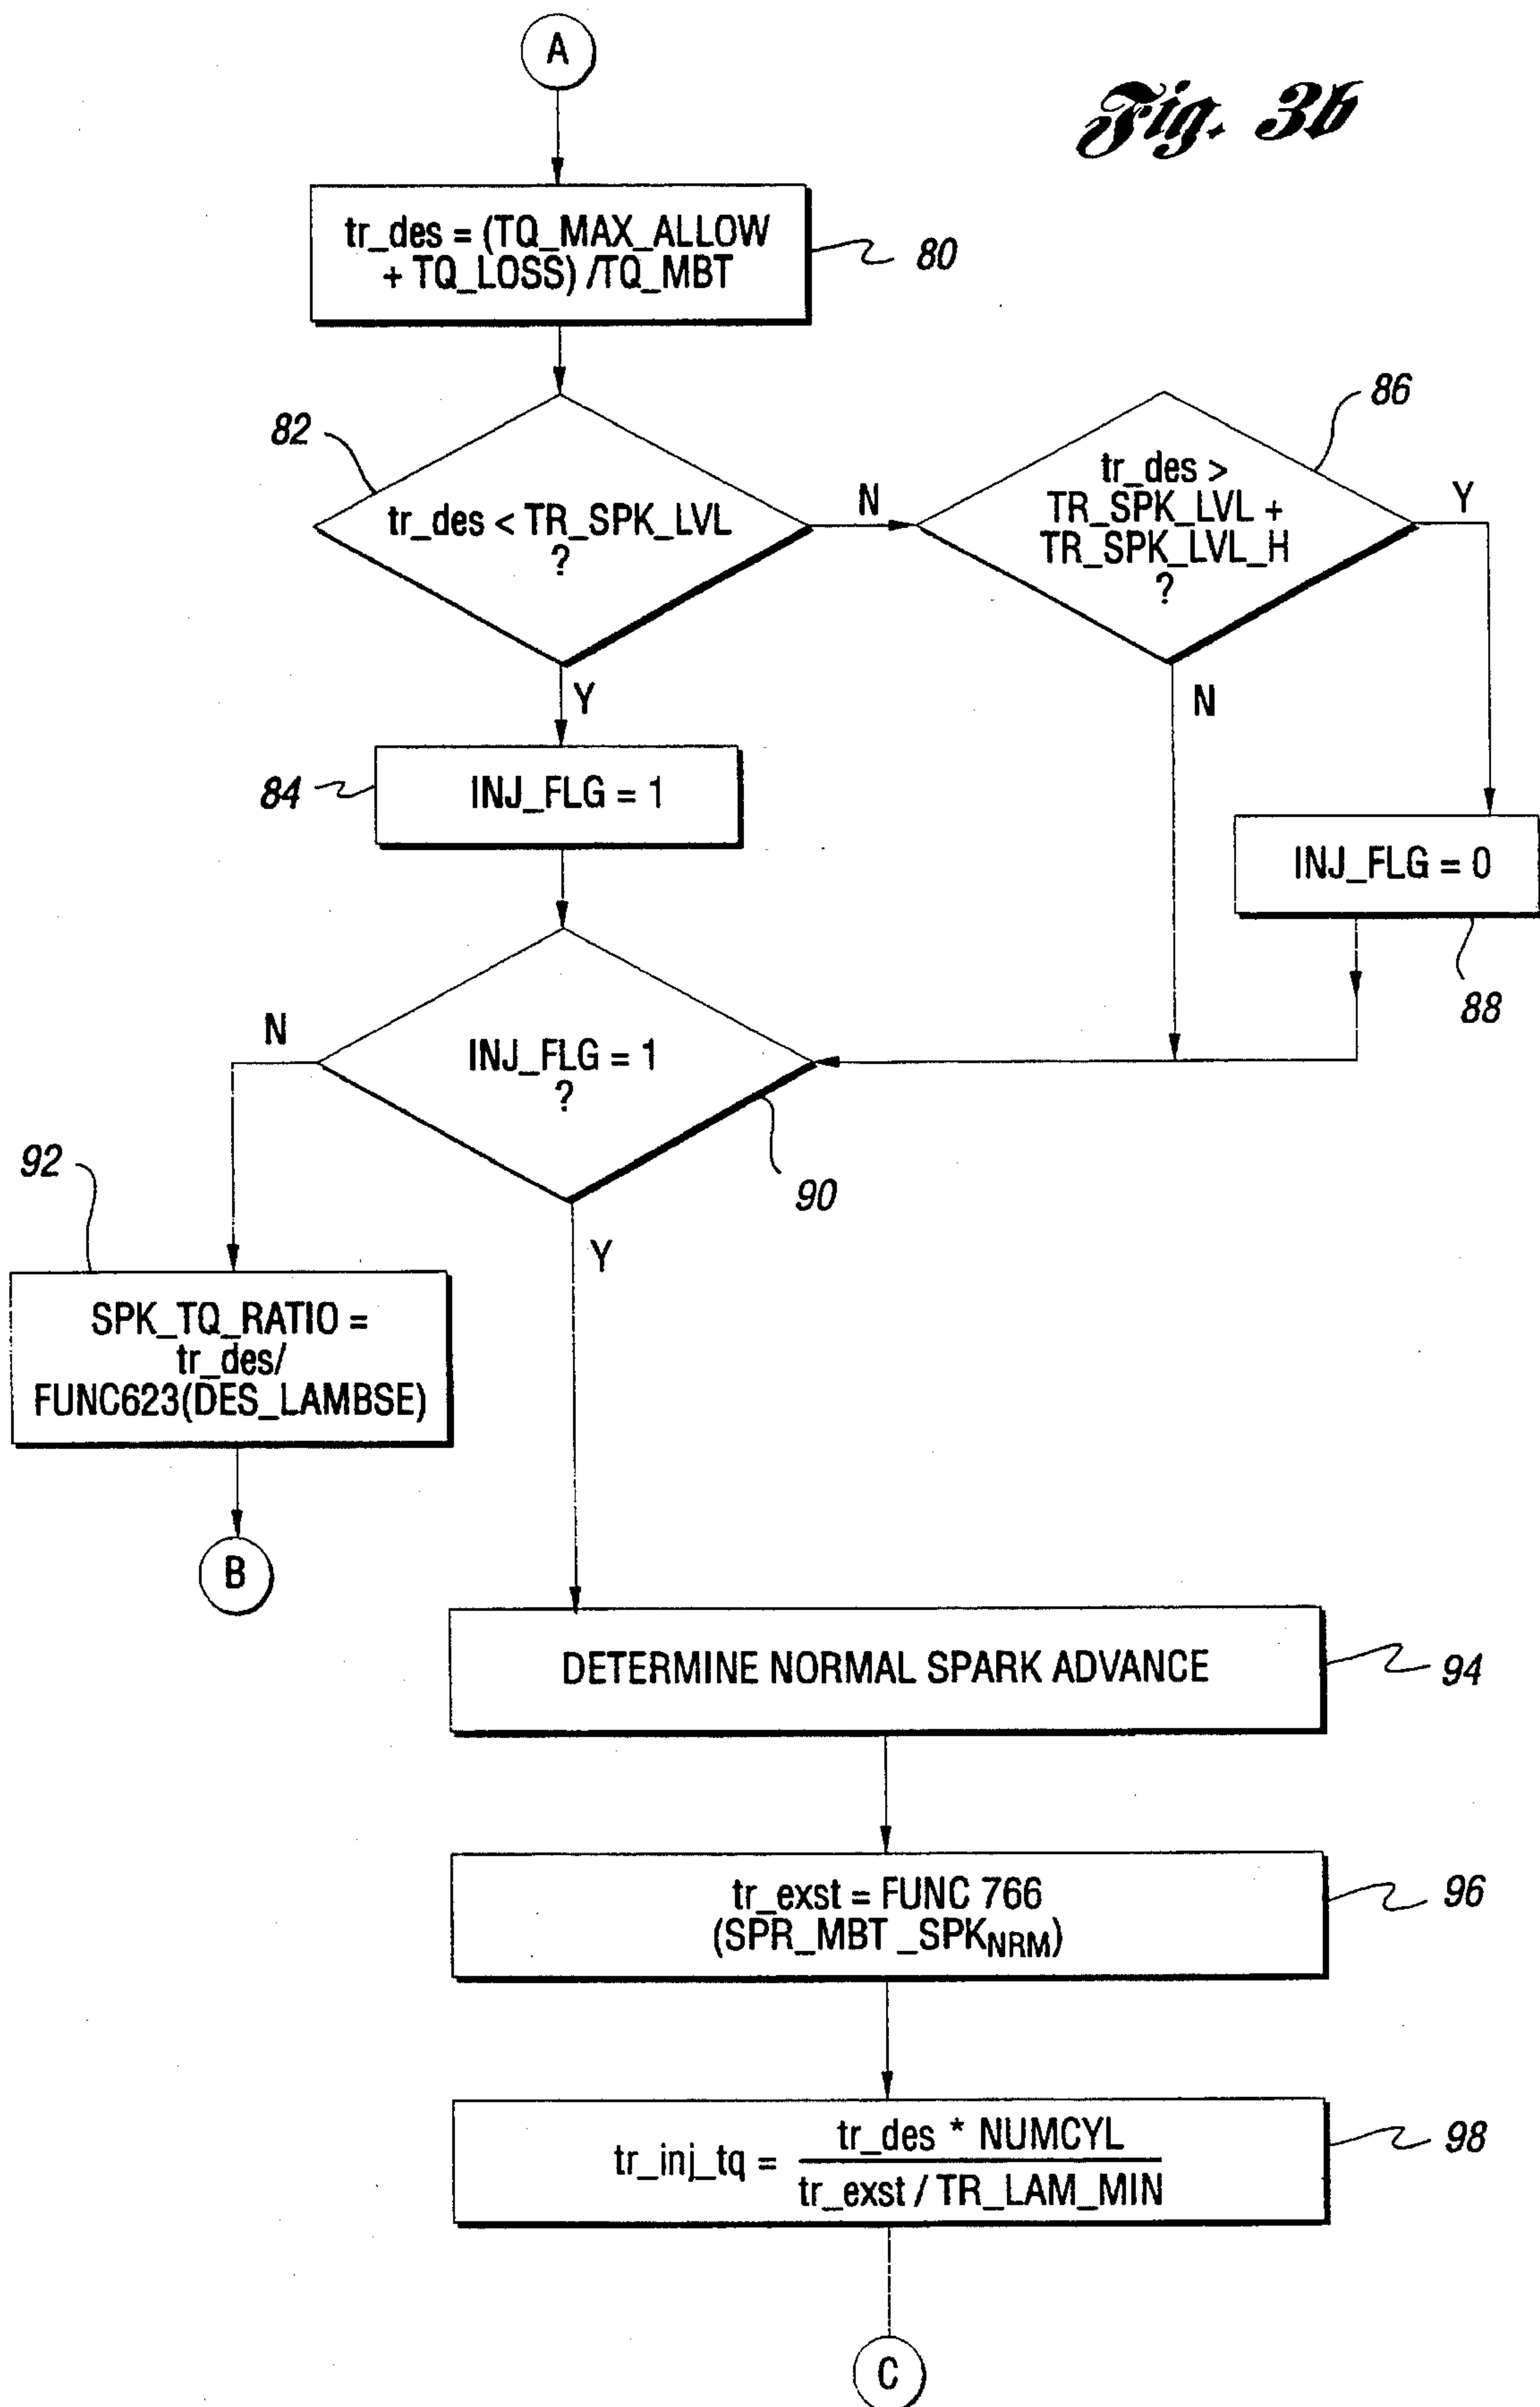 A
Fig. 3b
tr_des = (TQ_MAX_ALLOW
+ TQ_LOSS) /TQ_MBT
80
82
tr_des < TR_SPK_LVL
?
N
86
tr_des >
TR_SPK_LVL +
TR_SPK_LVL_H
?
Y
Y
N
84
INJ_FLG = 1
INJ_FLG = 0
88
N
INJ_FLG = 1
?
90
92
Y
SPK_TQ_RATIO =
tr_des/
FUNC623(DES_LAMBSE)
B
DETERMINE NORMAL SPARK ADVANCE
94
tr_exst = FUNC 766
(SPR_MBT _SPKNRM)
96
tr_inj_tq = tr_des * NUMCYL
tr_exst / TR_LAM_MIN
98
C